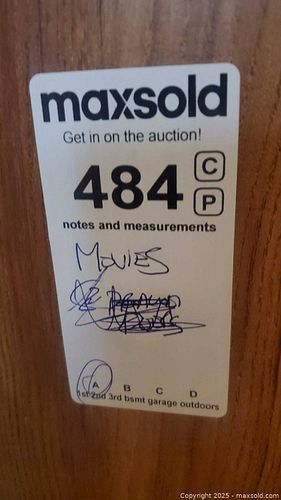 maxsold
Get in on the auction!
484 C
P
notes and measurements
MOVIES
A B C D
1st 2nd 3rd bsmt garage outdoors
Copyright 2025 - maxsold.com